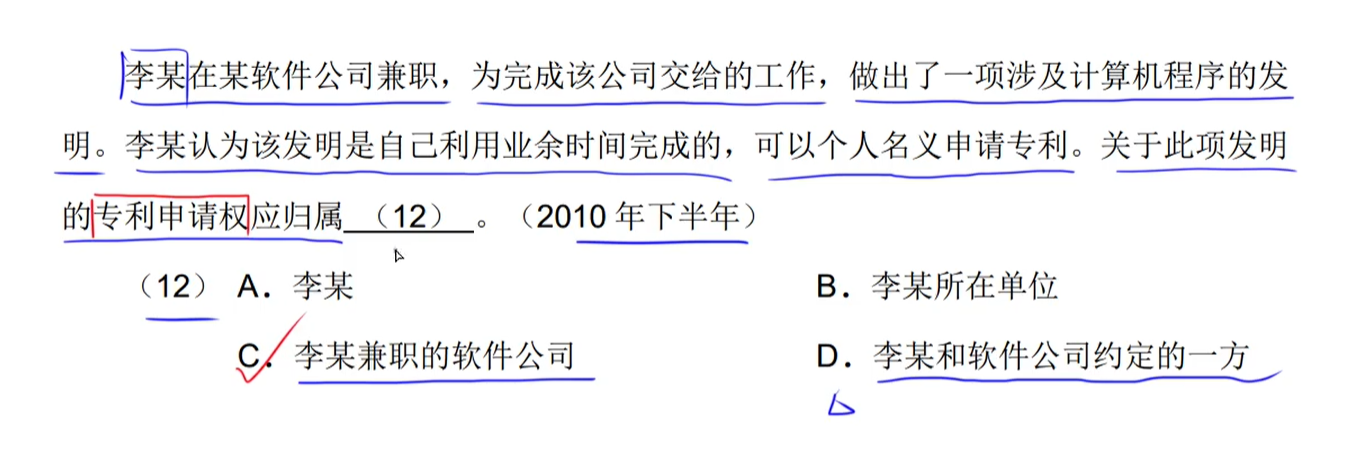 李某在某软件公司兼职，为完成该公司交给的工作，做出了一项涉及计算机程序的发
明。李某认为该发明是自己利用业余时间完成的，可以个人名义申请专利。关于此项发明
的专利申请权应归属 （12） 。（2010 年下半年）
（12） A．李某 B．李某所在单位
C．李某兼职的软件公司 D．李某和软件公司约定的一方